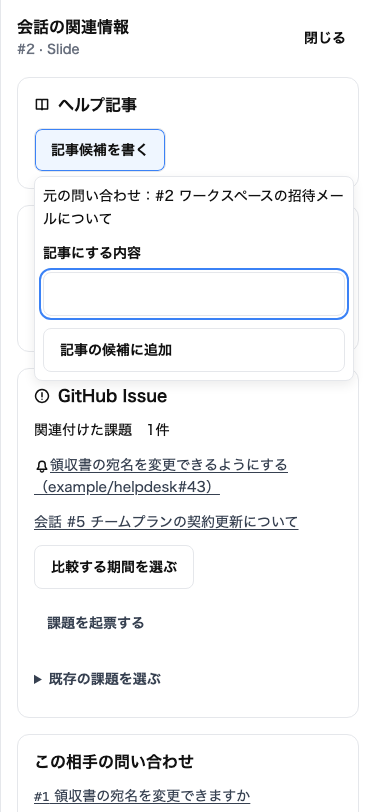 会話の関連情報
#2 · Slide
閉じる
ヘルプ記事
記事候補を書く
元の問い合わせ：#2 ワークスペースの招待メー
ルについて
記事にする内容
記事の候補に追加
GitHub Issue
関連付けた課題　1件
領収書の宛名を変更できるようにする
（example/helpdesk#43）
会話 #5 チームプランの契約更新について
比較する期間を選ぶ
課題を起票する
▶ 既存の課題を選ぶ
この相手の問い合わせ
#1 領収書の宛名を変更できますか